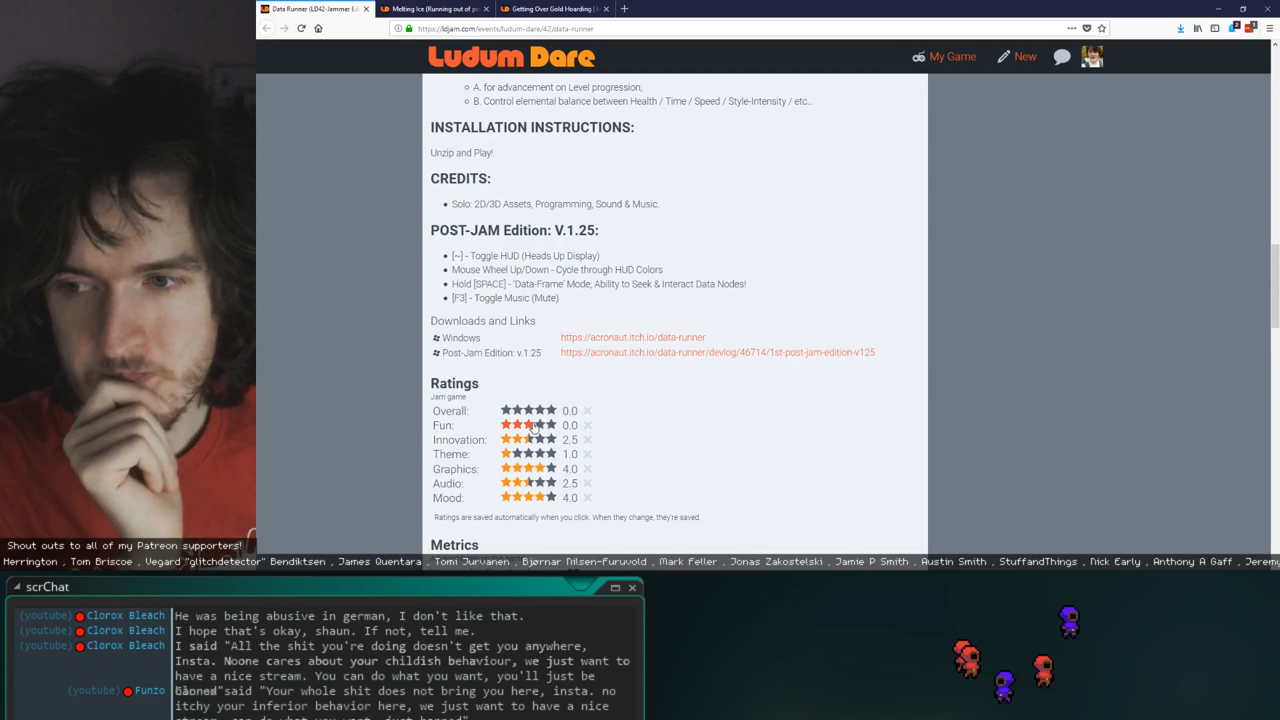 Data Runner (LD42-Jammer Ed
Melting Ice (Running out of p
Getting Over Gold Hoarding | lc
https://ldjam.com/events/ludum-dare/42/data-runner
Ludum Dare
My Game
New
A. for advancement on Level progression;
B. Control elemental balance between Health / Time / Speed / Style-Intensity / etc..
INSTALLATION INSTRUCTIONS:
Unzip and Play!
CREDITS:
Solo: 2D/3D Assets, Programming, Sound & Music.
POST-JAM Edition: V.1.25:
[~] - Toggle HUD (Heads Up Display)
Mouse Wheel Up/Down - Cycle through HUD Colors
Hold [SPACE] - 'Data-Frame' Mode; Ability to Seek & Interact Data Nodes!
[F3] - Toggle Music (Mute)
Downloads and Links
Windows https://acronaut.itch.io/data-runner
Post-Jam Edition: v.1.25 https://acronaut.itch.io/data-runner/devlog/46714/1st-post-jam-edition-v125
Ratings
Jam game
Overall: 0.0
Fun: 0.0
Innovation: 2.5
Theme: 1.0
Graphics: 4.0
Audio: 2.5
Mood: 4.0
Ratings are saved automatically when you click. When they change, they're saved.
Metrics
Shout outs to all of my Patreon supporters!
Herrington, Tom Briscoe, Vegard "glitchdetector" Bendiktsen, James Quentara, Tomi Jurvanen, Bjørnar Nilsen-Furuvold, Mark Feller, Jonas Zakostelski, Jamie P Smith, Austin Smith, StuffandThings, Nick Early, Anthony A Gaff, Jeremy
scrChat
(youtube) Clorox Bleach He was being abusive in german, I don't like that.
(youtube) Clorox Bleach I hope that's okay, shaun. If not, tell me.
(youtube) Clorox Bleach I said "All the shit you're doing doesn't get you anywhere,
Insta. Noone cares about your childish behaviour, we just want to
have a nice stream. You can do what you want, you'll just be
(youtube) Funzo said "Your whole shit does not bring you here, insta. no
itchy your inferior behavior here, we just want to have a nice